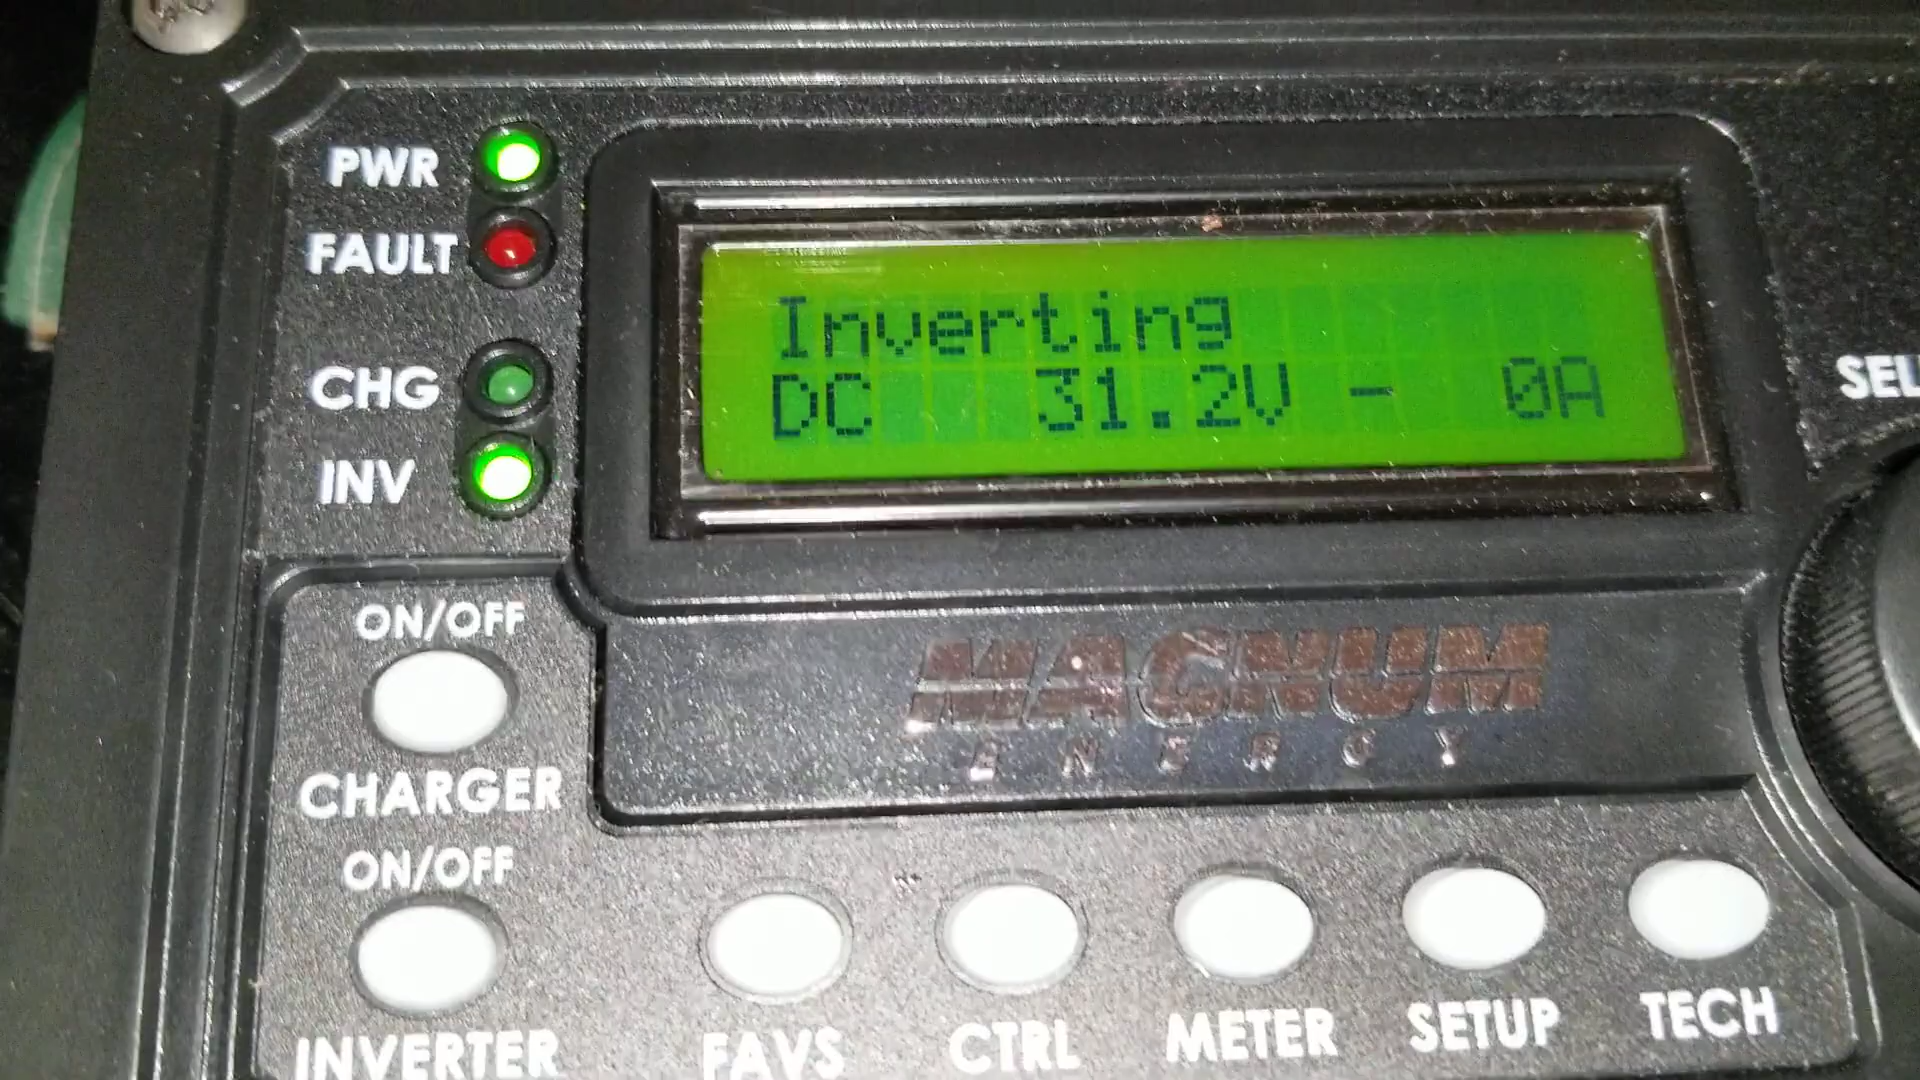 PWR
FAULT
CHG
INV
Inverting
DC 31.2V - 0A
SEL
ON/OFF
CHARGER
ON/OFF
INVERTER
MAGNUM
ENERGY
FAVS
CTRL
METER
SETUP
TECH